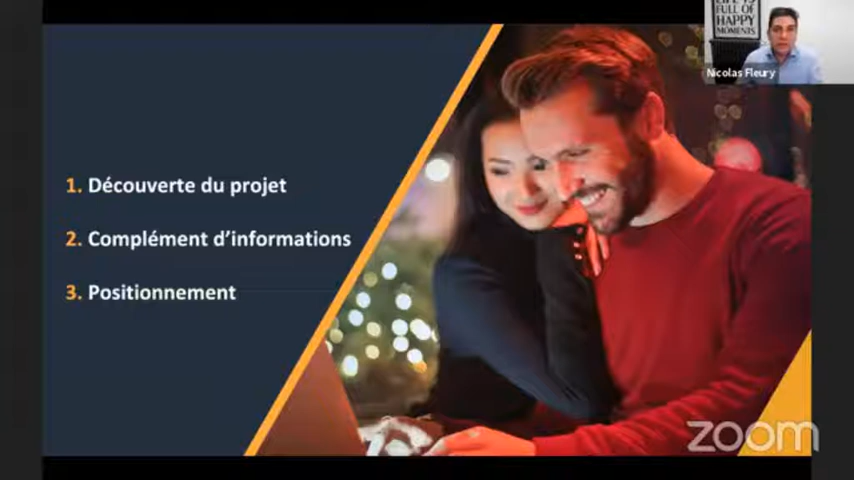 1. Découverte du projet
2. Complément d'informations
3. Positionnement
FULL OF
HAPPY
MOMENTS
Nicolas Fleury
zoom